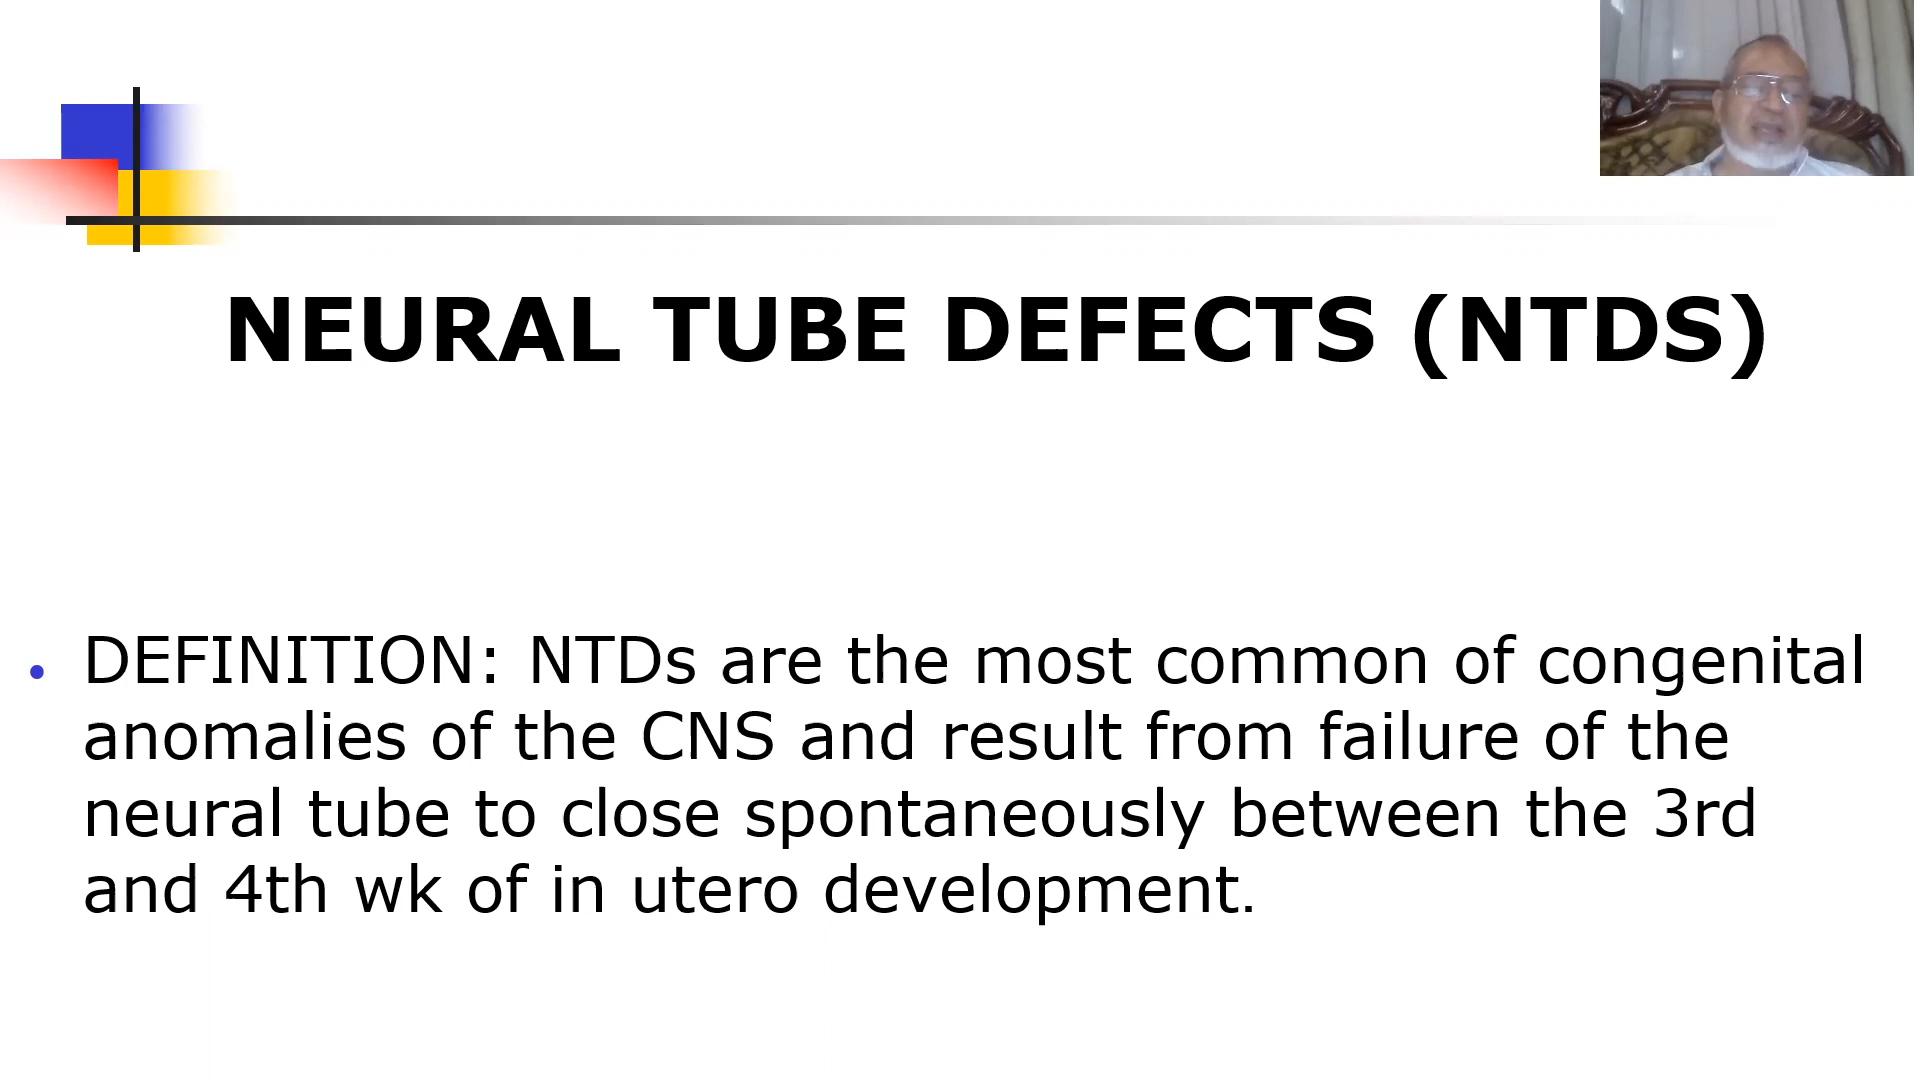 NEURAL TUBE DEFECTS (NTDS)
• DEFINITION: NTDs are the most common of congenital
anomalies of the CNS and result from failure of the
neural tube to close spontaneously between the 3rd
and 4th wk of in utero development.